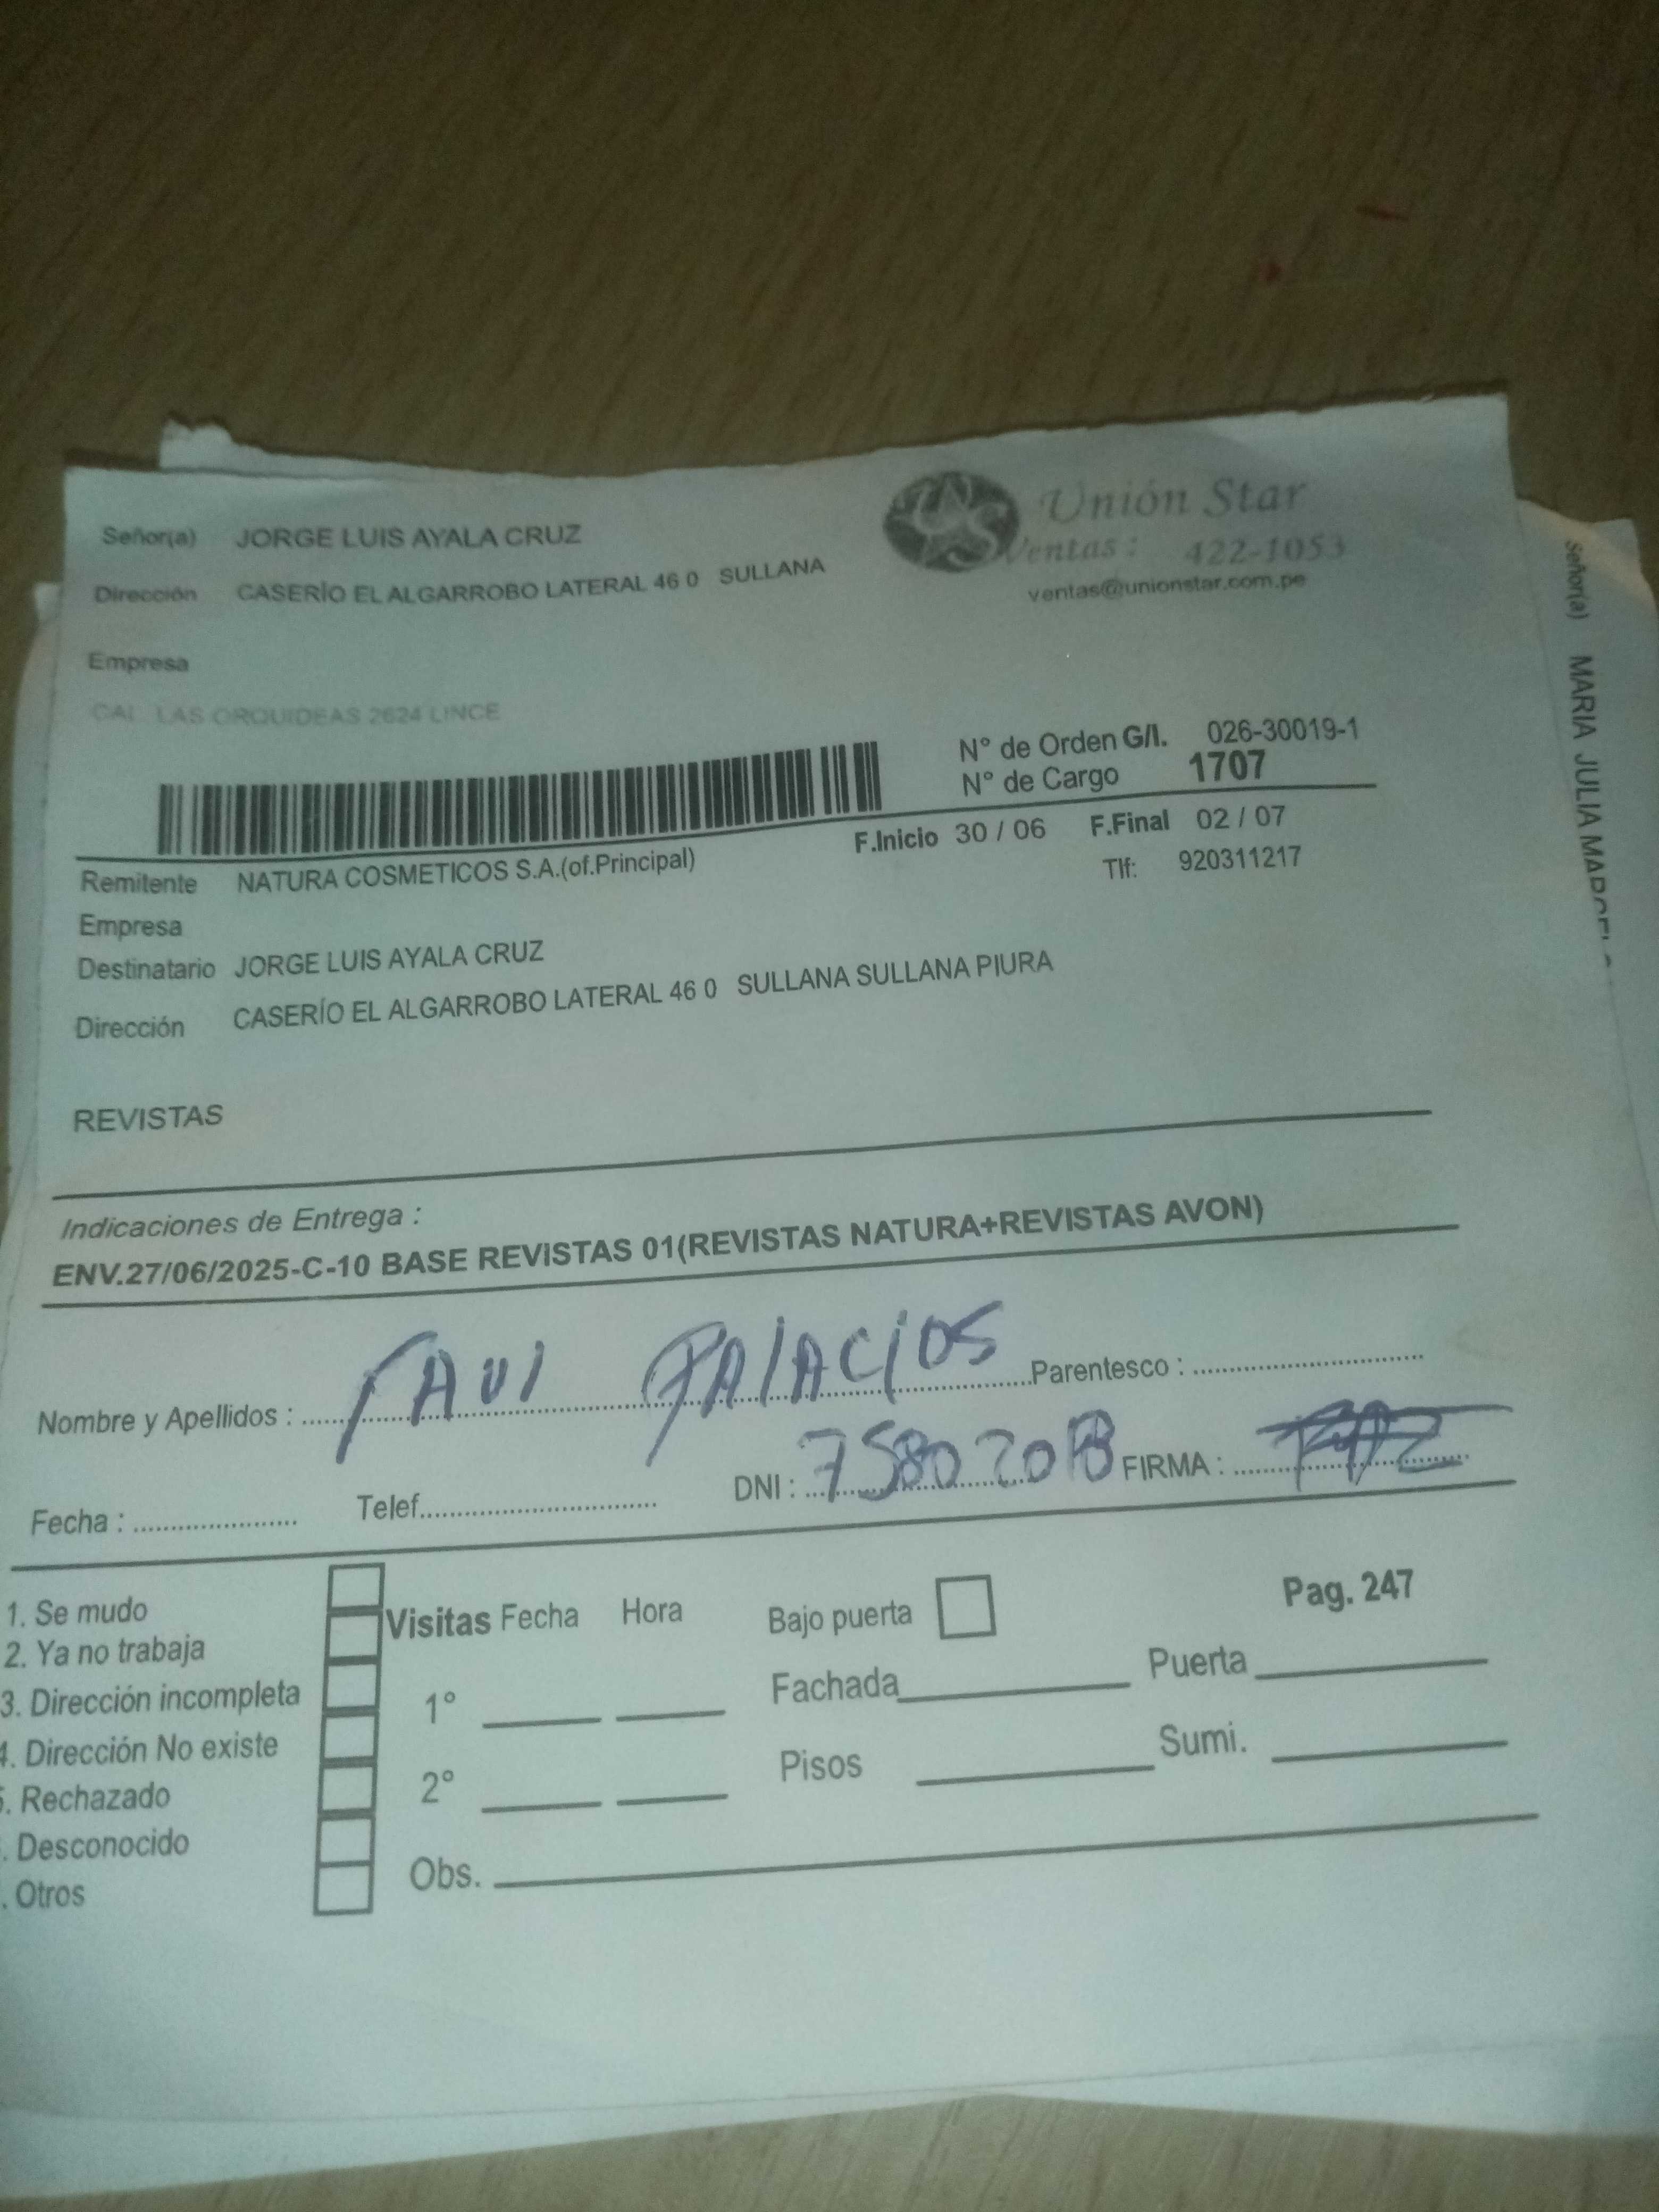 Señor(a) JORGE LUIS AYALA CRUZ
Unión Star
Ventas: 422-1053
ventas@unionstar.com.pe
Dirección CASERÍO EL ALGARROBO LATERAL 46 0 SULLANA
Empresa
CAL LAS ORQUIDEAS 2624 LINCE
N° de Orden G/I. 026-30019-1
N° de Cargo 1707
F.Inicio 30 / 06 F.Final 02 / 07
Remitente NATURA COSMETICOS S.A.(of.Principal) Tlf: 920311217
Empresa
Destinatario JORGE LUIS AYALA CRUZ
Dirección CASERÍO EL ALGARROBO LATERAL 46 0 SULLANA SULLANA PIURA
REVISTAS
Indicaciones de Entrega :
ENV.27/06/2025-C-10 BASE REVISTAS 01(REVISTAS NATURA+REVISTAS AVON)
Nombre y Apellidos : PALACIOS Parentesco :
Fecha : Telef. DNI : FIRMA :
1. Se mudo
2. Ya no trabaja
3. Dirección incompleta
4. Dirección No existe
5. Rechazado
. Desconocido
. Otros
Visitas Fecha Hora
1°
2°
Obs.
Bajo puerta
Pag. 247
Fachada Puerta
Pisos Sumi.
Señor(a) MARIA JULIA